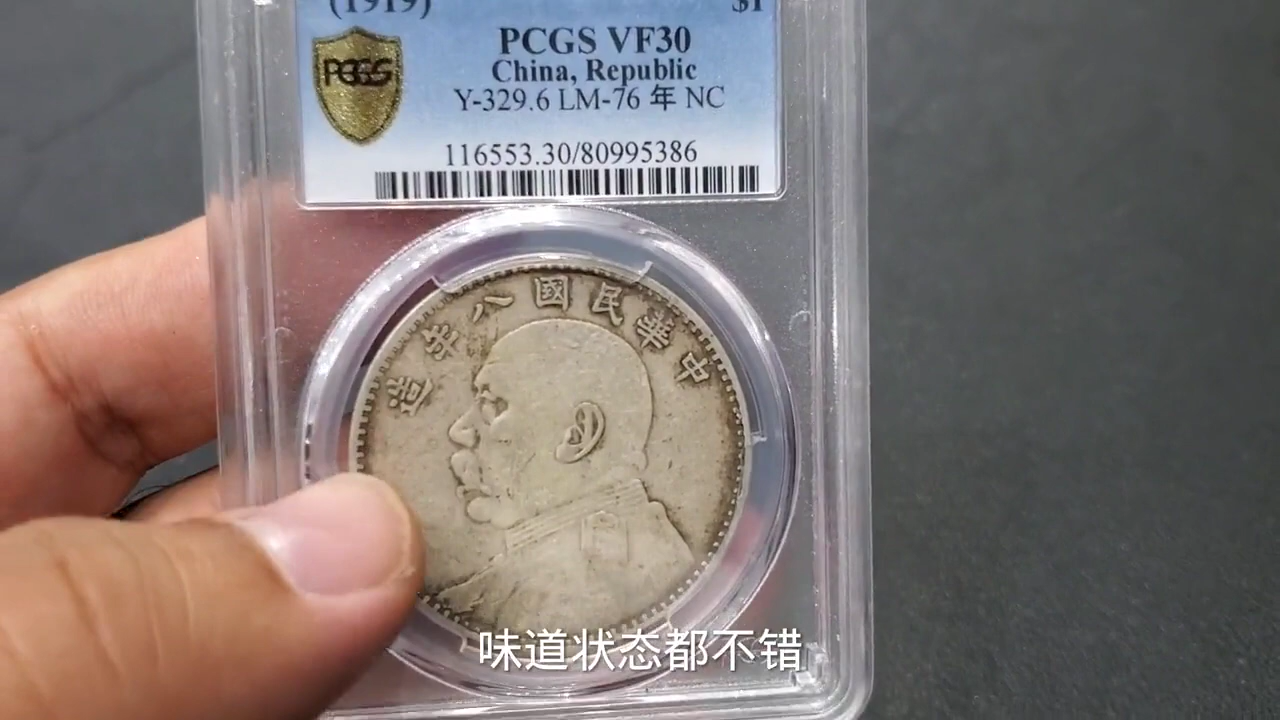 (1919) $1
PCGS VF30
China, Republic
Y-329.6 LM-76 年 NC
116553.30/80995386
PCGS
中華民國八年造
味道状态都不错